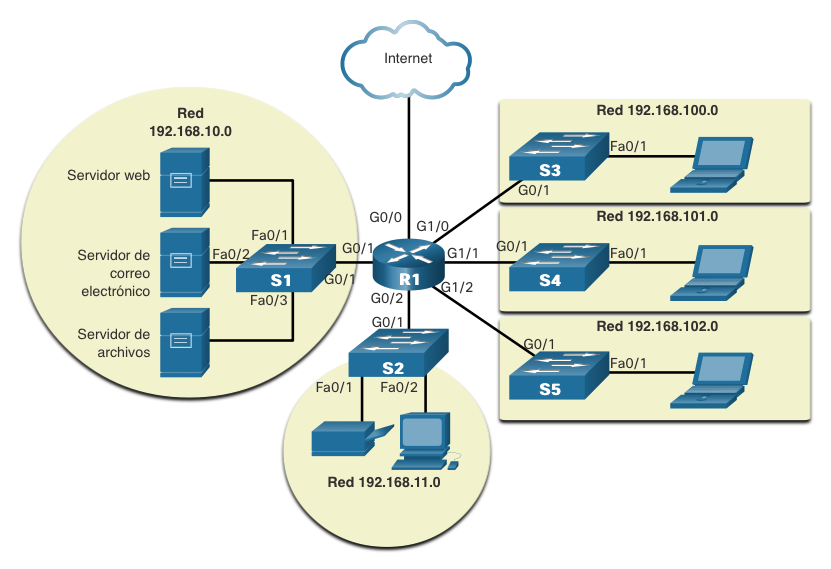 Internet
Red
192.168.10.0
Servidor web
Servidor de
correo
electrónico
Servidor de
archivos
Fa0/1
Fa0/2
Fa0/3
S1
G0/1
G0/1
G0/0
G1/0
G1/1
G1/2
G0/2
R1
G0/1
S2
Fa0/1
Fa0/2
Red 192.168.11.0
Red 192.168.100.0
S3
Fa0/1
G0/1
Red 192.168.101.0
G0/1
S4
Fa0/1
Red 192.168.102.0
G0/1
S5
Fa0/1